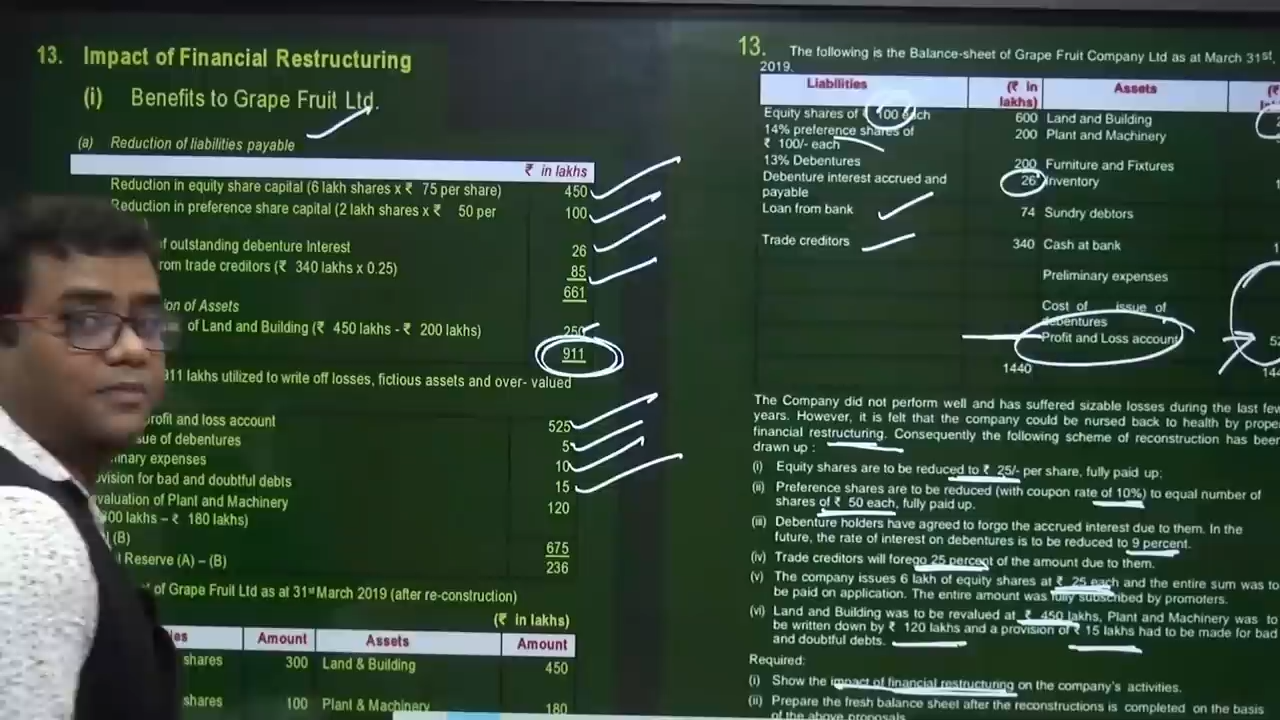 13. Impact of Financial Restructuring
(i) Benefits to Grape Fruit Ltd.
(a) Reduction of liabilities payable
₹ in lakhs
Reduction in equity share capital (6 lakh shares x ₹ 75 per share) 450
Reduction in preference share capital (2 lakh shares x ₹ 50 per 100
outstanding debenture Interest 26
from trade creditors (₹ 340 lakhs x 0.25) 85
661
of Assets
of Land and Building (₹ 450 lakhs - ₹ 200 lakhs) 250
911
911 lakhs utilized to write off losses, fictious assets and over- valued
profit and loss account 525
of debentures 5
expenses 10
for bad and doubtful debts 15
of Plant and Machinery 120
lakhs – ₹ 180 lakhs)
(B) 675
Reserve (A) – (B) 236
of Grape Fruit Ltd as at 31st March 2019 (after re-construction)
(₹ in lakhs)
Amount Assets Amount
shares 300 Land & Building 450
shares 100 Plant & Machinery 180
13. The following is the Balance-sheet of Grape Fruit Company Ltd as at March 31st,
2019.
Liabilities (₹ in lakhs) Assets
Equity shares of 100 each 600 Land and Building
14% preference shares of 200 Plant and Machinery
₹ 100/- each
13% Debentures 200 Furniture and Fixtures
Debenture interest accrued and 26 Inventory
payable
Loan from bank 74 Sundry debtors
Trade creditors 340 Cash at bank
Preliminary expenses
Cost of issue of
debentures
Profit and Loss account
1440
The Company did not perform well and has suffered sizable losses during the last few
years. However, it is felt that the company could be nursed back to health by proper
financial restructuring. Consequently the following scheme of reconstruction has been
drawn up :
(i) Equity shares are to be reduced to ₹ 25/- per share, fully paid up;
(ii) Preference shares are to be reduced (with coupon rate of 10%) to equal number of
shares of ₹ 50 each, fully paid up.
(iii) Debenture holders have agreed to forgo the accrued interest due to them. In the
future, the rate of interest on debentures is to be reduced to 9 percent.
(iv) Trade creditors will forego 25 percent of the amount due to them.
(v) The company issues 6 lakh of equity shares at ₹ 25 each and the entire sum was to
be paid on application. The entire amount was fully subscribed by promoters.
(vi) Land and Building was to be revalued at ₹ 450 lakhs, Plant and Machinery was to
be written down by ₹ 120 lakhs and a provision of ₹ 15 lakhs had to be made for bad
and doubtful debts.
Required:
(i) Show the impact of financial restructuring on the company's activities.
(ii) Prepare the fresh balance sheet after the reconstructions is completed on the basis
of the above proposals